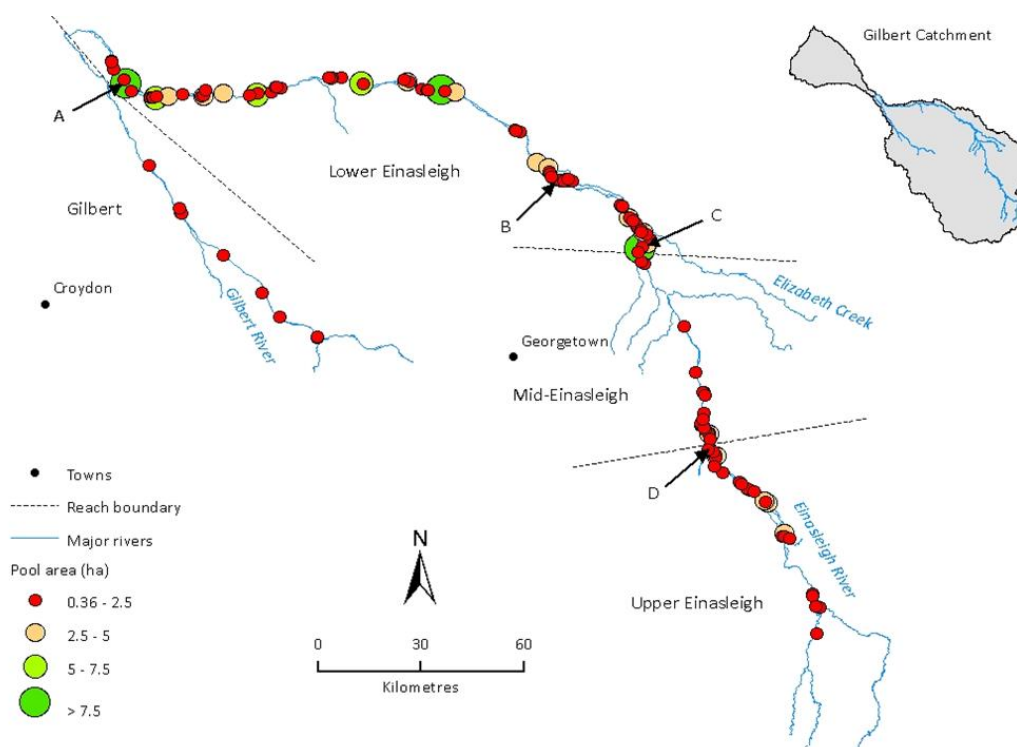 Gilbert Catchment
A
Lower Einasleigh
Gilbert
B
C
Croydon
Gilbert River
Elizabeth Creek
Georgetown
Mid-Einasleigh
D
Einasleigh River
Upper Einasleigh
Towns
Reach boundary
Major rivers
Pool area (ha)
0.36 - 2.5
2.5 - 5
5 - 7.5
> 7.5
N
0 30 60
Kilometres